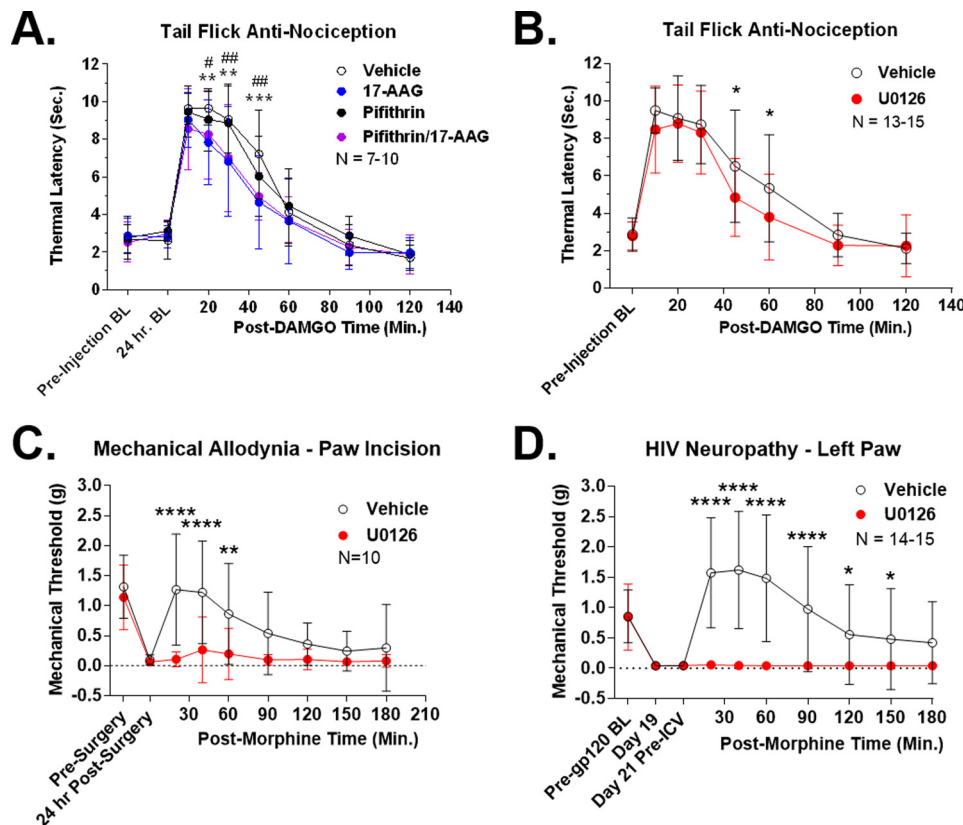 A.
Tail Flick Anti-Nociception
Thermal Latency (Sec.)
12
10
8
6
4
2
0
#
**
##
**
##
***
Vehicle
17-AAG
Pifithrin
Pifithrin/17-AAG
N = 7-10
Pre-Injection BL
24 hr. BL
20 40 60 80 100 120 140
Post-DAMGO Time (Min.)
B.
Tail Flick Anti-Nociception
Thermal Latency (Sec.)
12
10
8
6
4
2
0
*
*
Vehicle
U0126
N = 13-15
Pre-Injection BL
20 40 60 80 100 120 140
Post-DAMGO Time (Min.)
C.
Mechanical Allodynia - Paw Incision
Mechanical Threshold (g)
3.0
2.5
2.0
1.5
1.0
0.5
0.0
-0.5
****
****
**
Vehicle
U0126
N=10
Pre-Surgery
24 hr Post-Surgery
30 60 90 120 150 180 210
Post-Morphine Time (Min.)
D.
HIV Neuropathy - Left Paw
Mechanical Threshold (g)
3.0
2.5
2.0
1.5
1.0
0.5
0.0
-0.5
****
****
****
****
*
*
Vehicle
U0126
N = 14-15
Pre-gp120 BL
Day 19
Day 21 Pre-ICV
30 60 90 120 150 180
Post-Morphine Time (Min.)